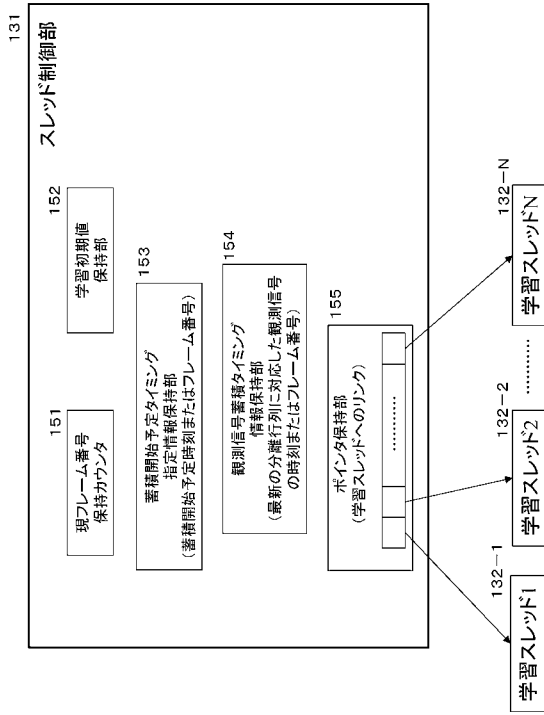 131
スレッド制御部
151
現フレーム番号
保持カウンタ
152
学習初期値
保持部
153
蓄積開始予定タイミング
指定情報保持部
(蓄積開始予定時刻またはフレーム番号)
154
観測信号蓄積タイミング
情報保持部
(最新の分離行列に対応した観測信号
の時刻またはフレーム番号)
155
ポインタ保持部
(学習スレッドへのリンク)
…………
132-1
学習スレッド1
132-2
学習スレッド2
…………
132-N
学習スレッドN